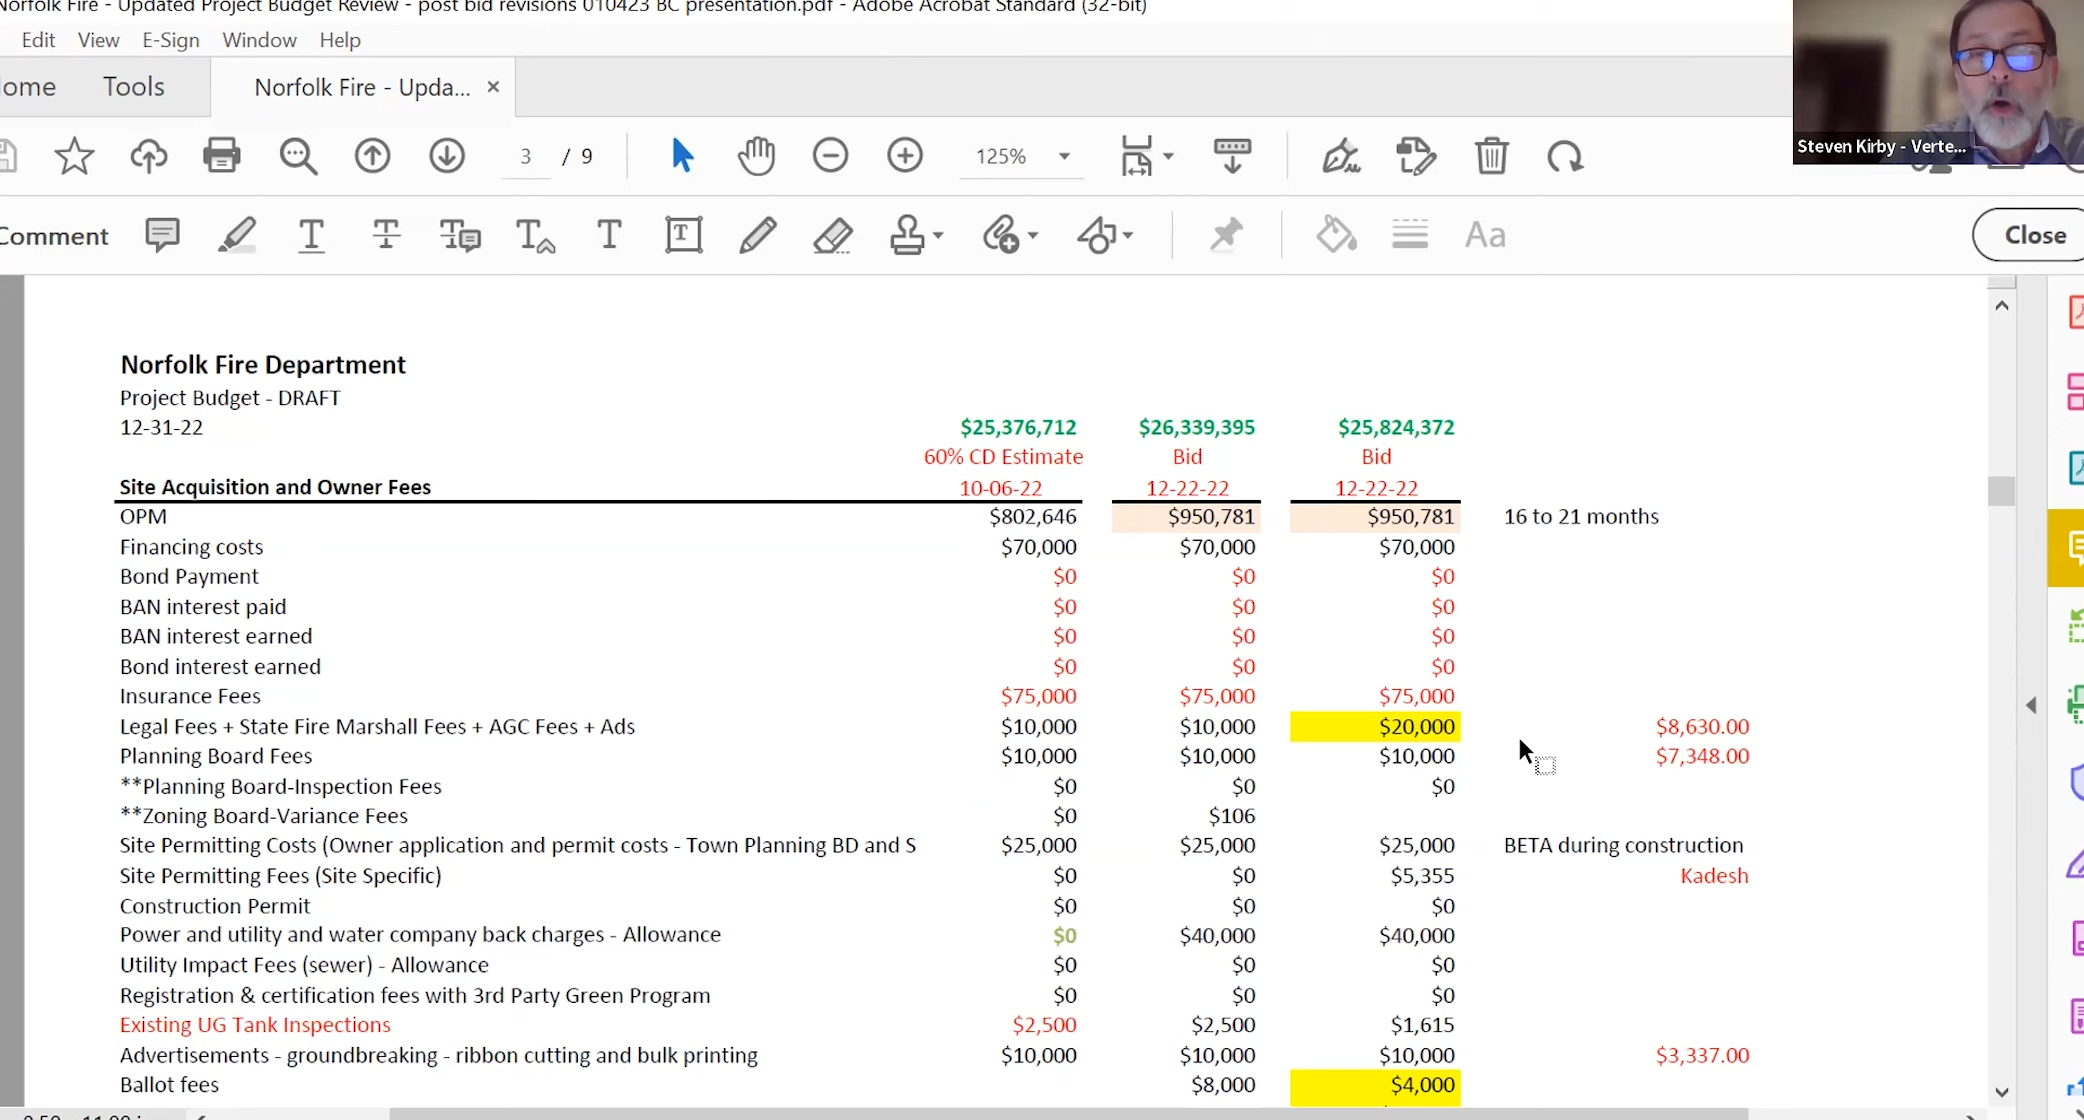 Norfolk Fire - Updated Project Budget Review - post bid revisions 010423 BC presentation.pdf - Adobe Acrobat Standard (32-bit)
Edit View E-Sign Window Help
ome Tools Norfolk Fire - Upda... ×
3 / 9 125%
Steven Kirby - Verte...
Comment Aa Close
Norfolk Fire Department
Project Budget - DRAFT
12-31-22 $25,376,712 $26,339,395 $25,824,372
60% CD Estimate Bid Bid
Site Acquisition and Owner Fees 10-06-22 12-22-22 12-22-22
OPM $802,646 $950,781 $950,781 16 to 21 months
Financing costs $70,000 $70,000 $70,000
Bond Payment $0 $0 $0
BAN interest paid $0 $0 $0
BAN interest earned $0 $0 $0
Bond interest earned $0 $0 $0
Insurance Fees $75,000 $75,000 $75,000
Legal Fees + State Fire Marshall Fees + AGC Fees + Ads $10,000 $10,000 $20,000 $8,630.00
Planning Board Fees $10,000 $10,000 $10,000 $7,348.00
**Planning Board-Inspection Fees $0 $0 $0
**Zoning Board-Variance Fees $0 $106
Site Permitting Costs (Owner application and permit costs - Town Planning BD and S $25,000 $25,000 $25,000 BETA during construction
Site Permitting Fees (Site Specific) $0 $0 $5,355 Kadesh
Construction Permit $0 $0 $0
Power and utility and water company back charges - Allowance $0 $40,000 $40,000
Utility Impact Fees (sewer) - Allowance $0 $0 $0
Registration & certification fees with 3rd Party Green Program $0 $0 $0
Existing UG Tank Inspections $2,500 $2,500 $1,615
Advertisements - groundbreaking - ribbon cutting and bulk printing $10,000 $10,000 $10,000 $3,337.00
Ballot fees $8,000 $4,000